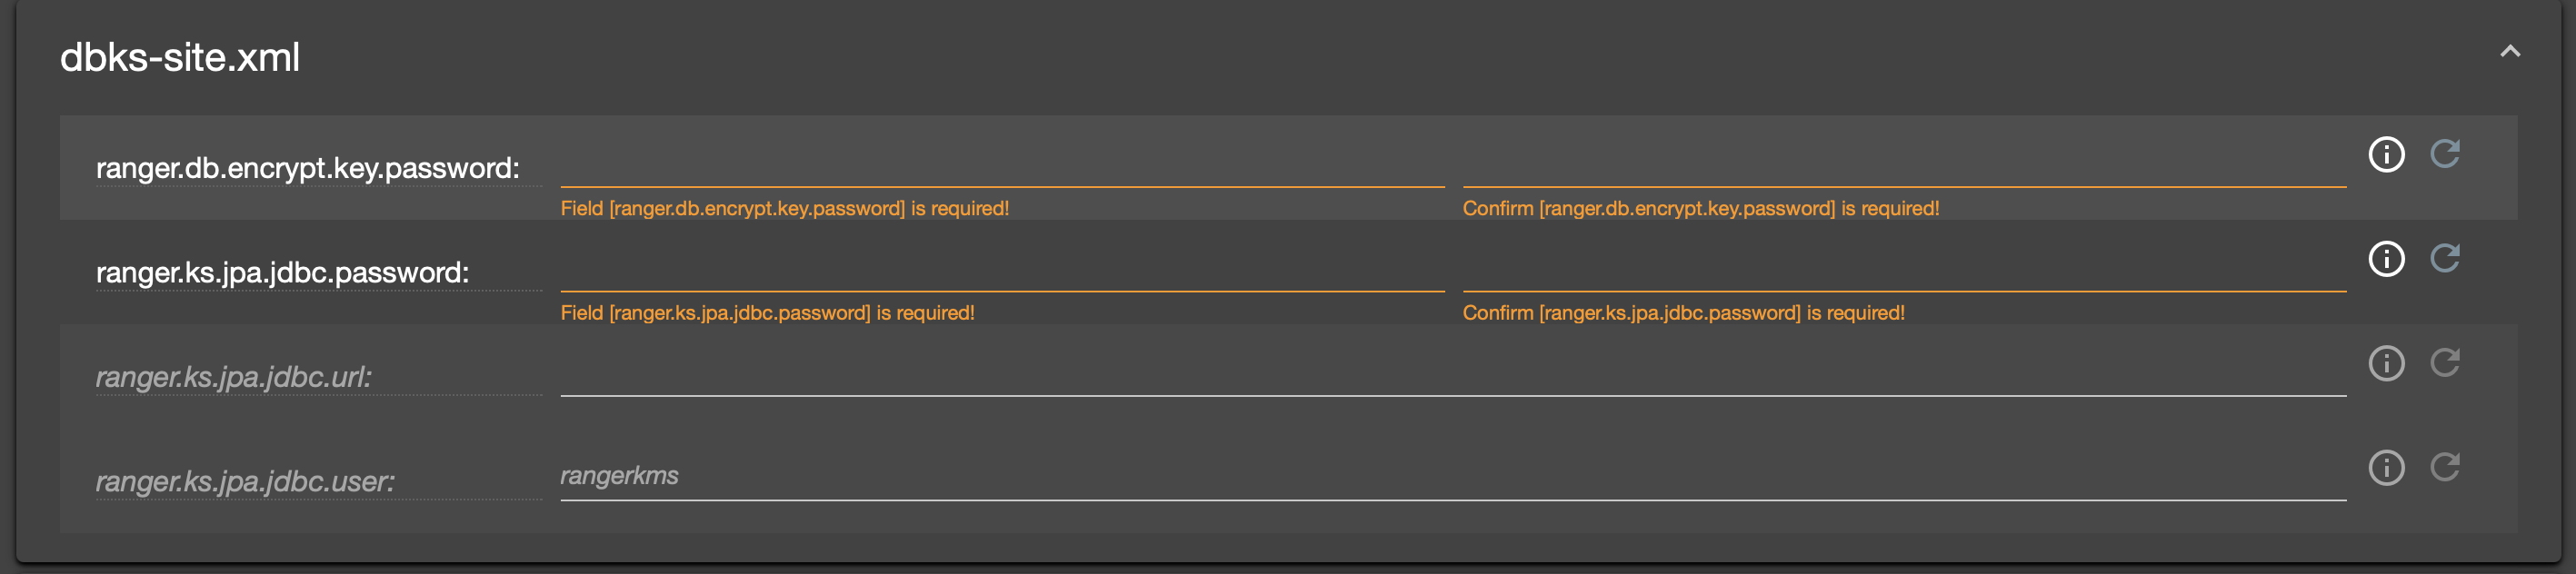 dbks-site.xml
ranger.db.encrypt.key.password:
Field [ranger.db.encrypt.key.password] is required!
Confirm [ranger.db.encrypt.key.password] is required!
ranger.ks.jpa.jdbc.password:
Field [ranger.ks.jpa.jdbc.password] is required!
Confirm [ranger.ks.jpa.jdbc.password] is required!
ranger.ks.jpa.jdbc.url:
ranger.ks.jpa.jdbc.user:
rangerkms